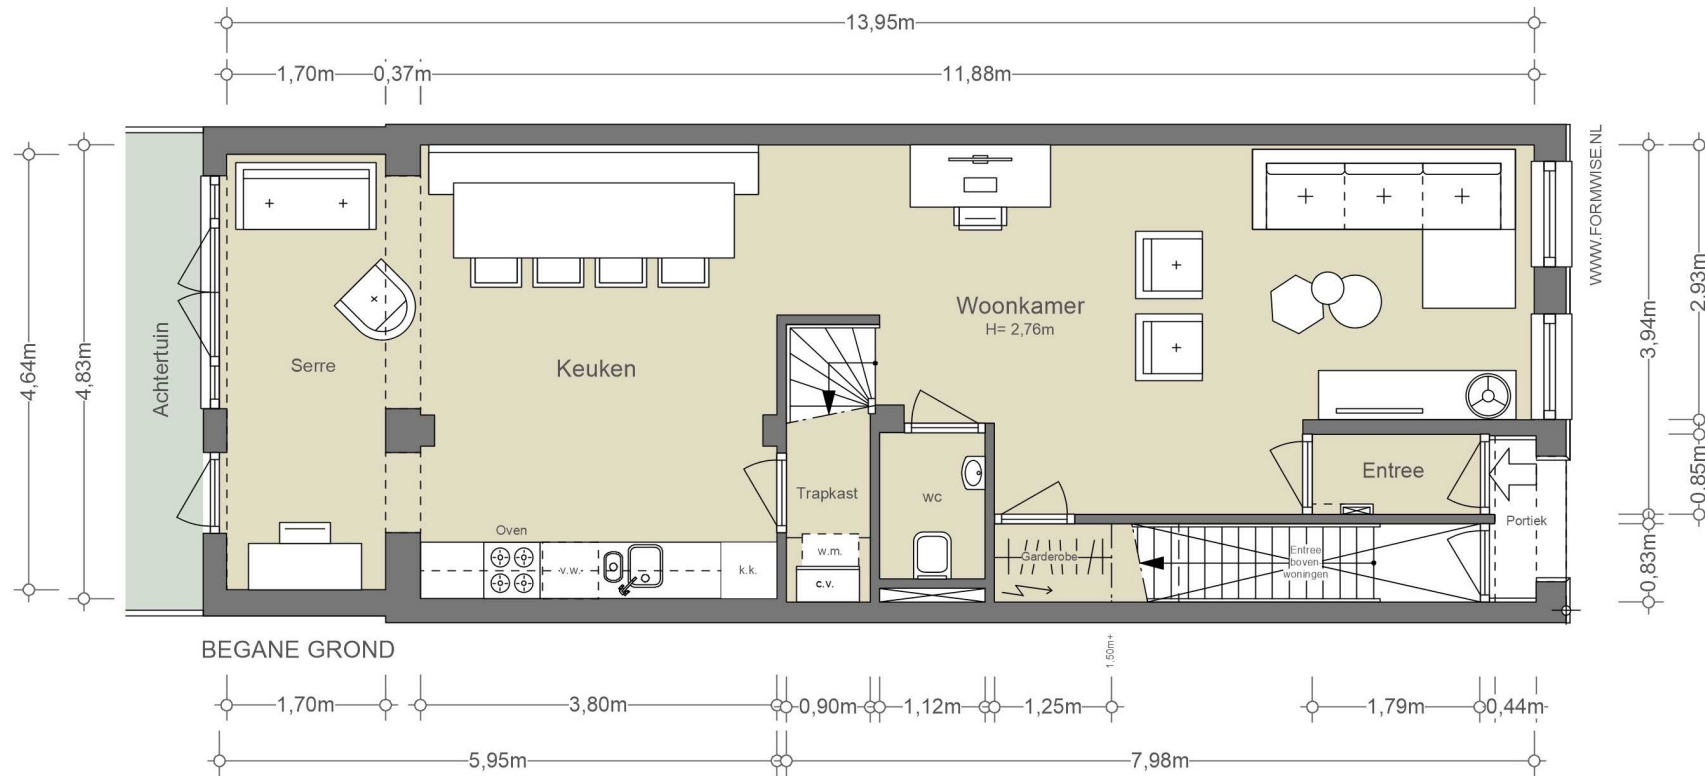 13,95m
1,70m
0,37m
11,88m
WWW.FORMWISE.NL
4,64m
4,83m
Achtertuin
Serre
Keuken
Woonkamer
H= 2,76m
3,94m
2,93m
0,85m
0,83m
Trapkast
wc
Entree
Portiek
Oven
v.w.
k.k.
w.m.
c.v.
Garderobe
Entree
boven-
woningen
BEGANE GROND
1.50m+
1,70m
3,80m
0,90m
1,12m
1,25m
1,79m
0,44m
5,95m
7,98m